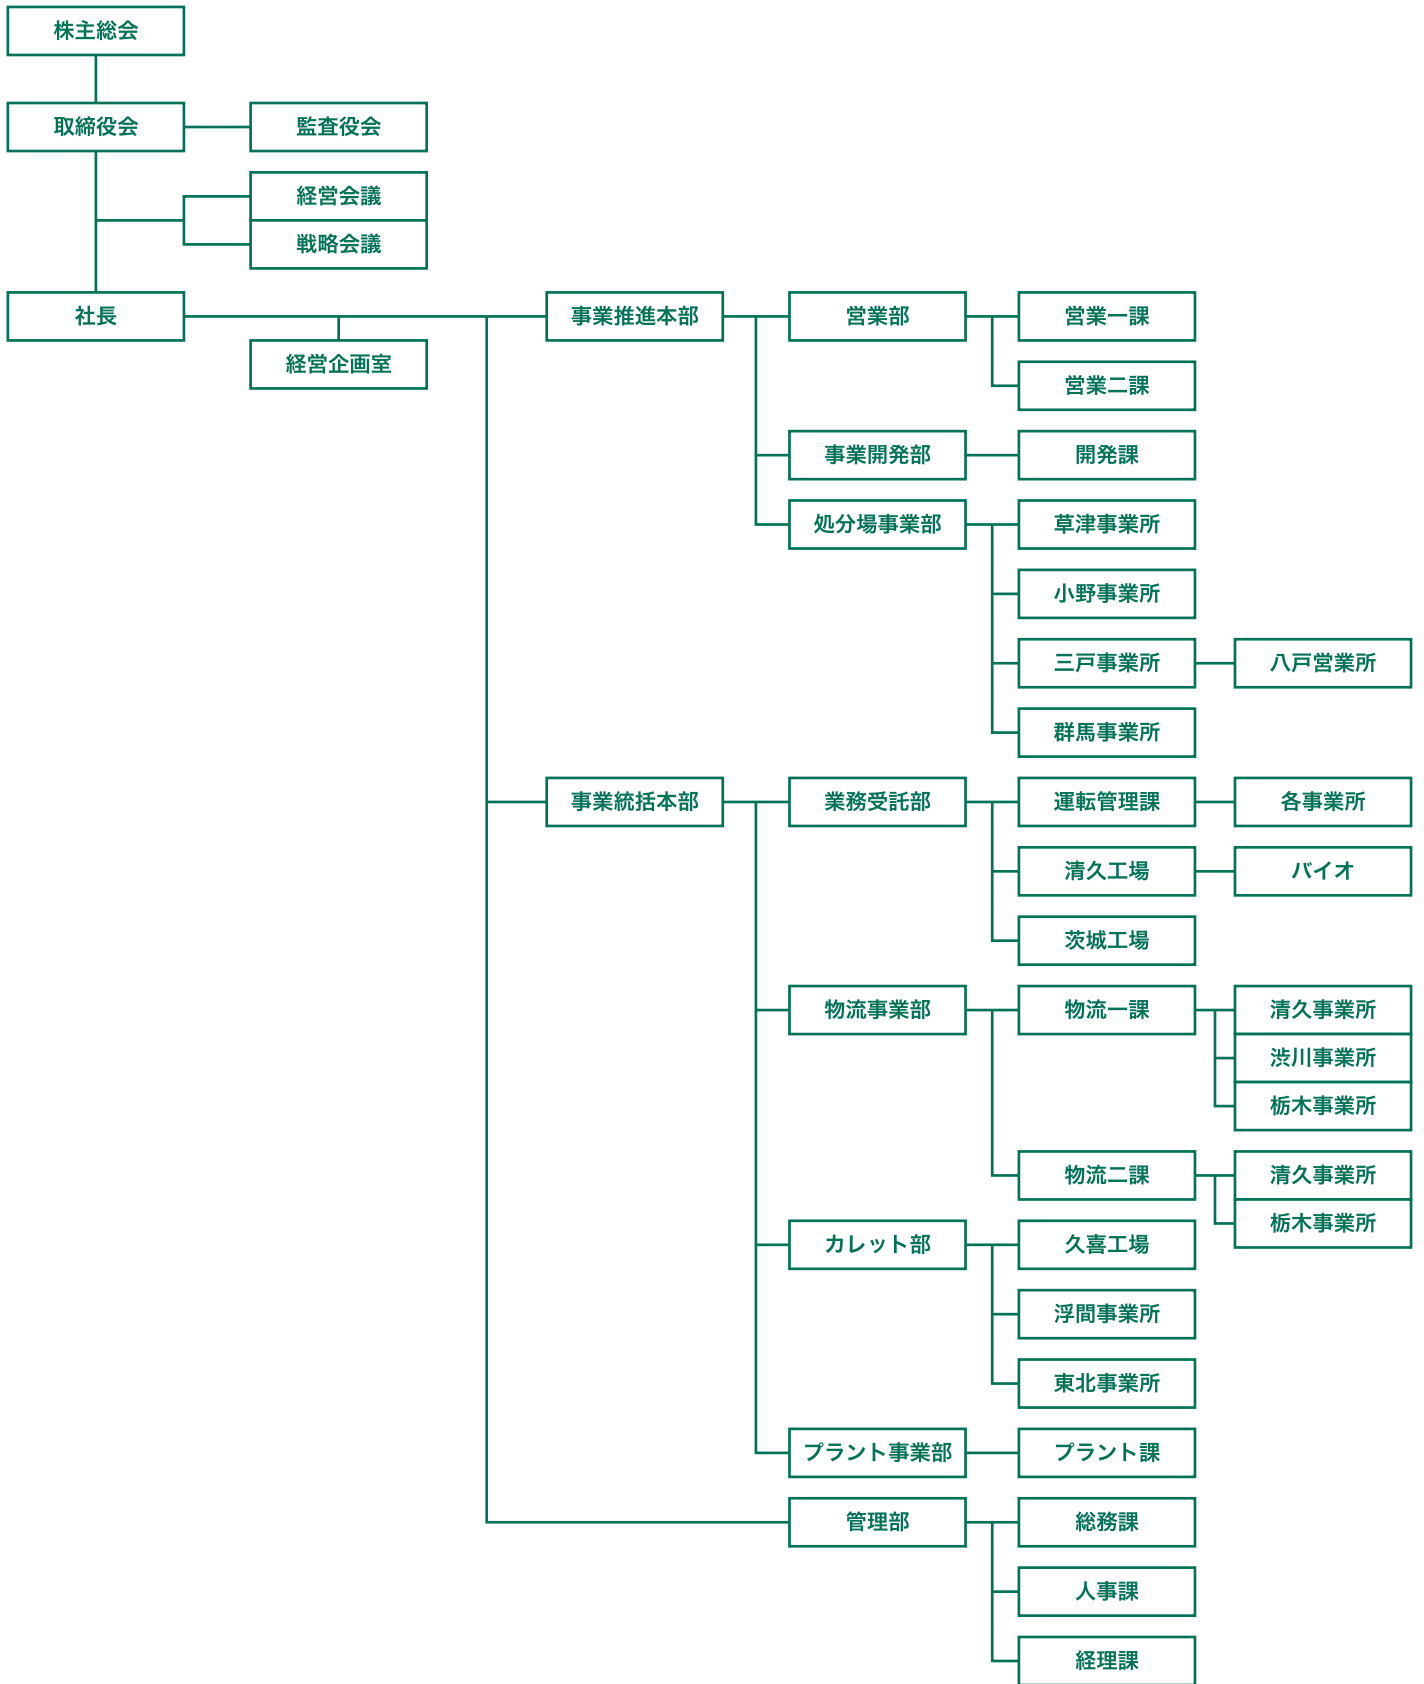 株主総会
取締役会
監査役会
経営会議
戦略会議
社長
経営企画室
事業推進本部
営業部
営業一課
営業二課
事業開発部
開発課
処分場事業部
草津事業所
小野事業所
三戸事業所
八戸営業所
群馬事業所
事業統括本部
業務受託部
運転管理課
各事業所
清久工場
バイオ
茨城工場
物流事業部
物流一課
清久事業所
渋川事業所
栃木事業所
物流二課
清久事業所
栃木事業所
カレット部
久喜工場
浮間事業所
東北事業所
プラント事業部
プラント課
管理部
総務課
人事課
経理課